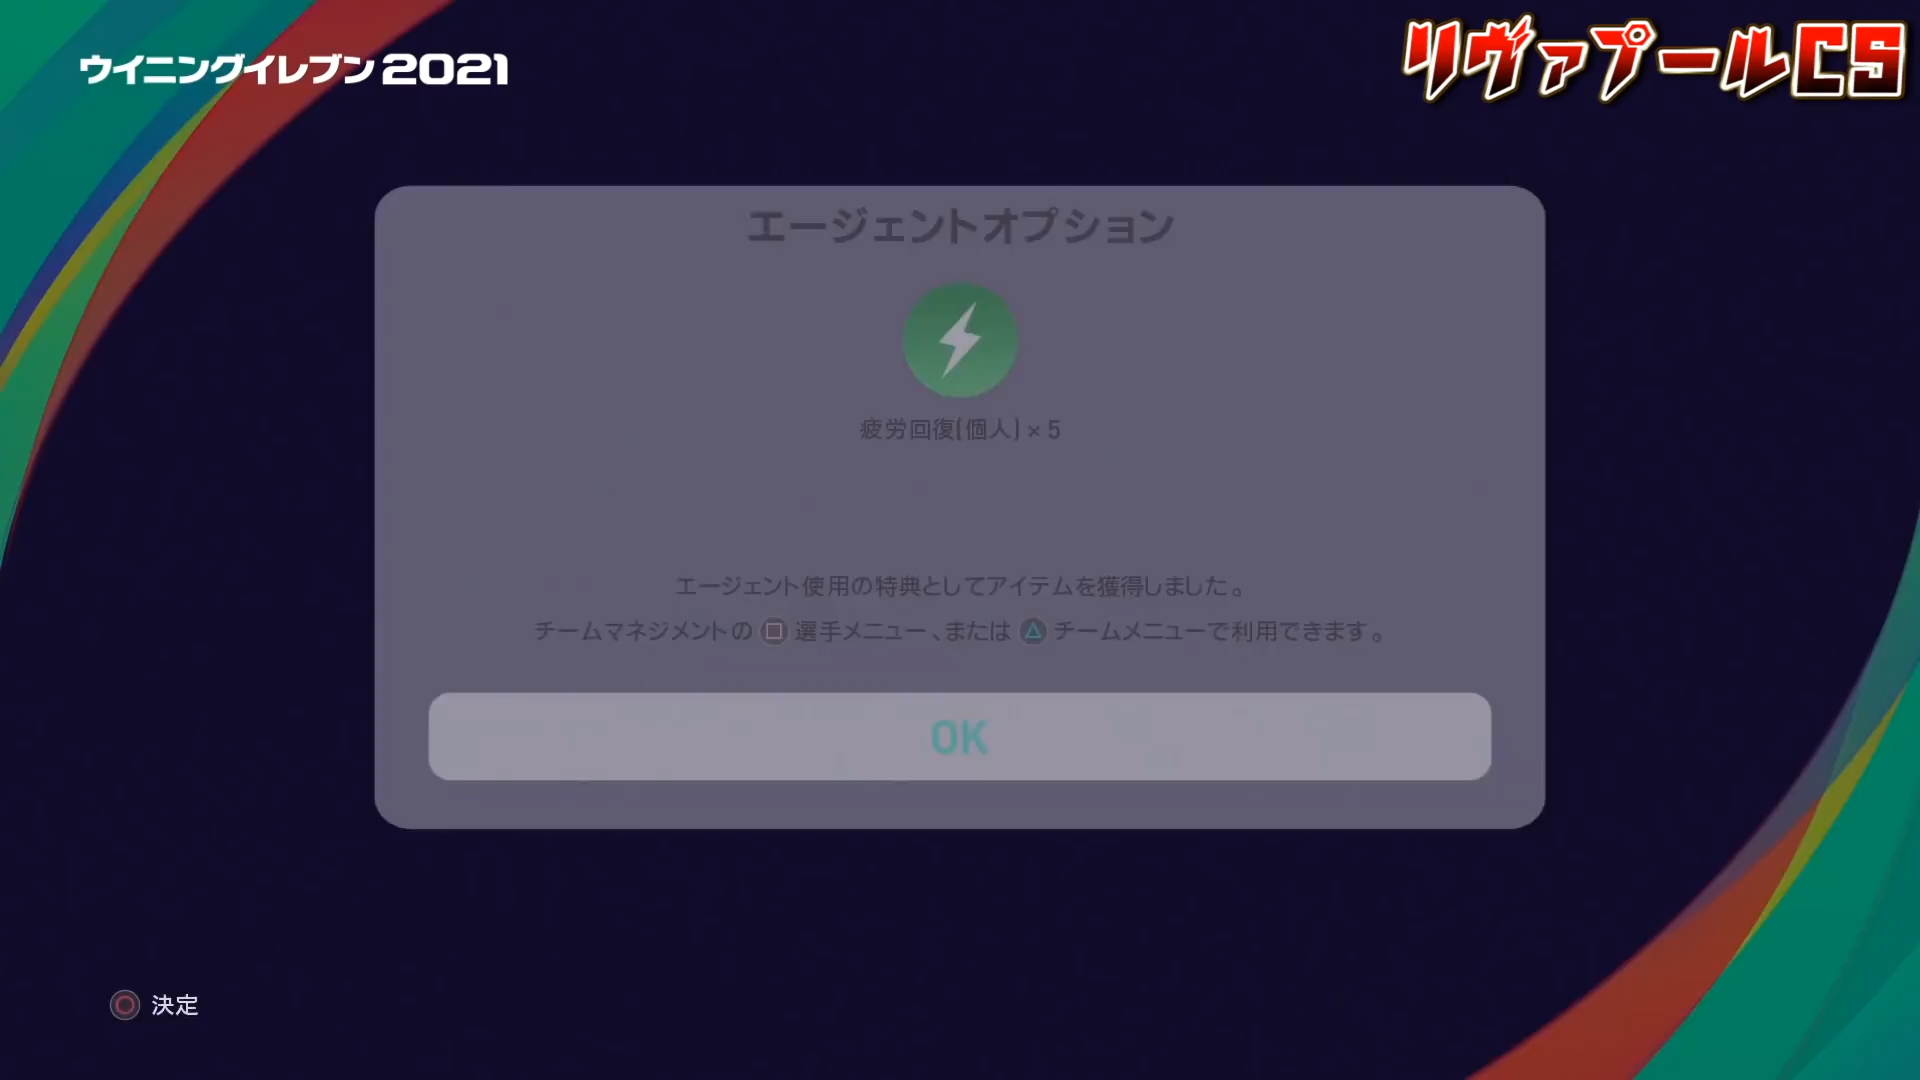 ウイニングイレブン 2021
リヴァプールCS
エージェントオプション
疲労回復(個人) × 5
エージェント使用の特典としてアイテムを獲得しました。
チームマネジメントの 選手メニュー、または チームメニューで利用できます。
OK
決定